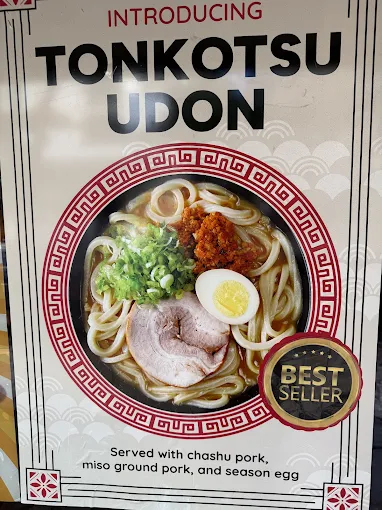 INTRODUCING
TONKOTSU
UDON
BEST
SELLER
Served with chashu pork,
miso ground pork, and season egg